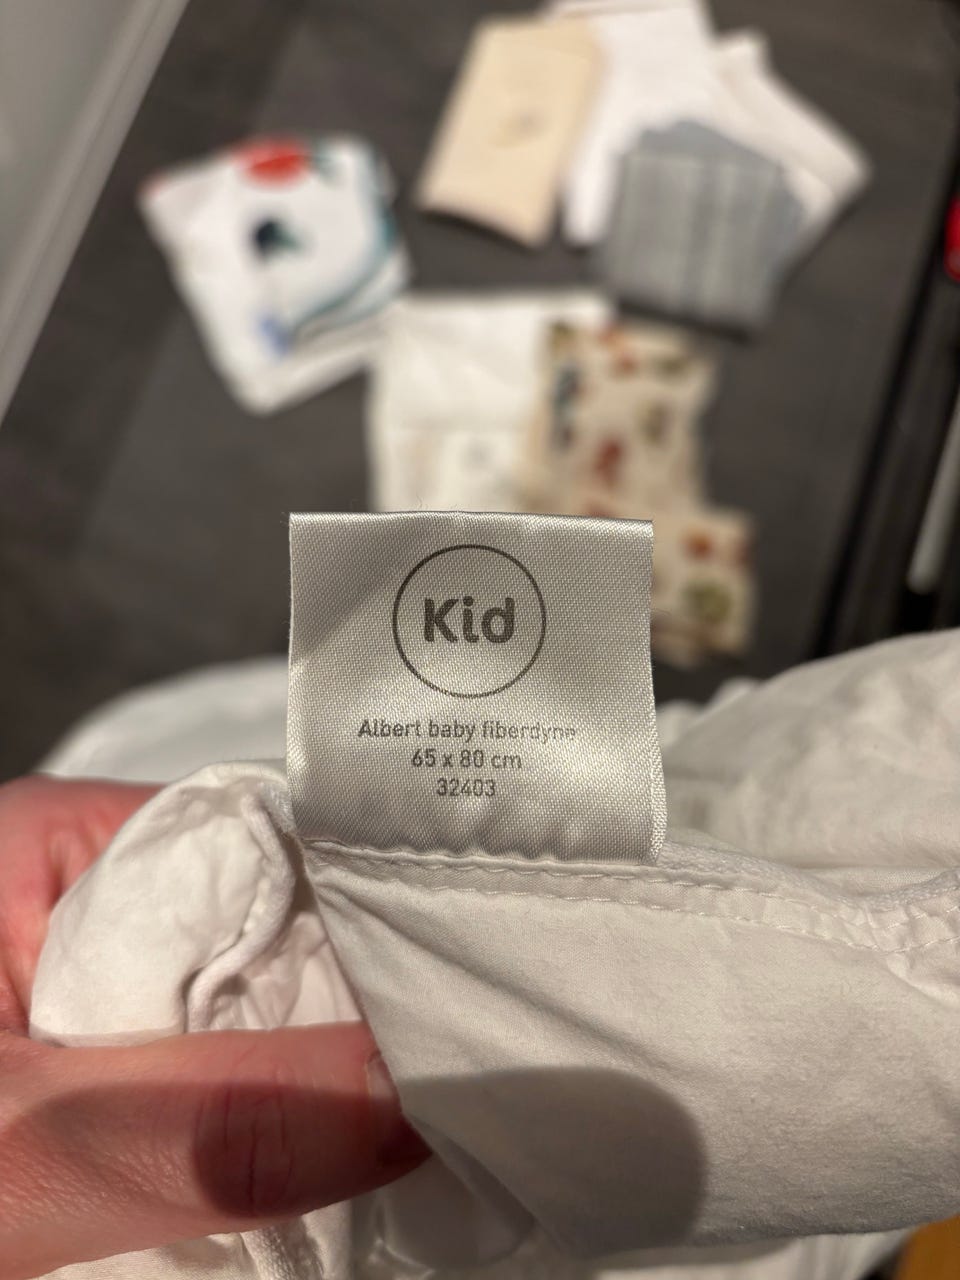 Kid
Albert baby fiberdyne
65 x 80 cm
32403